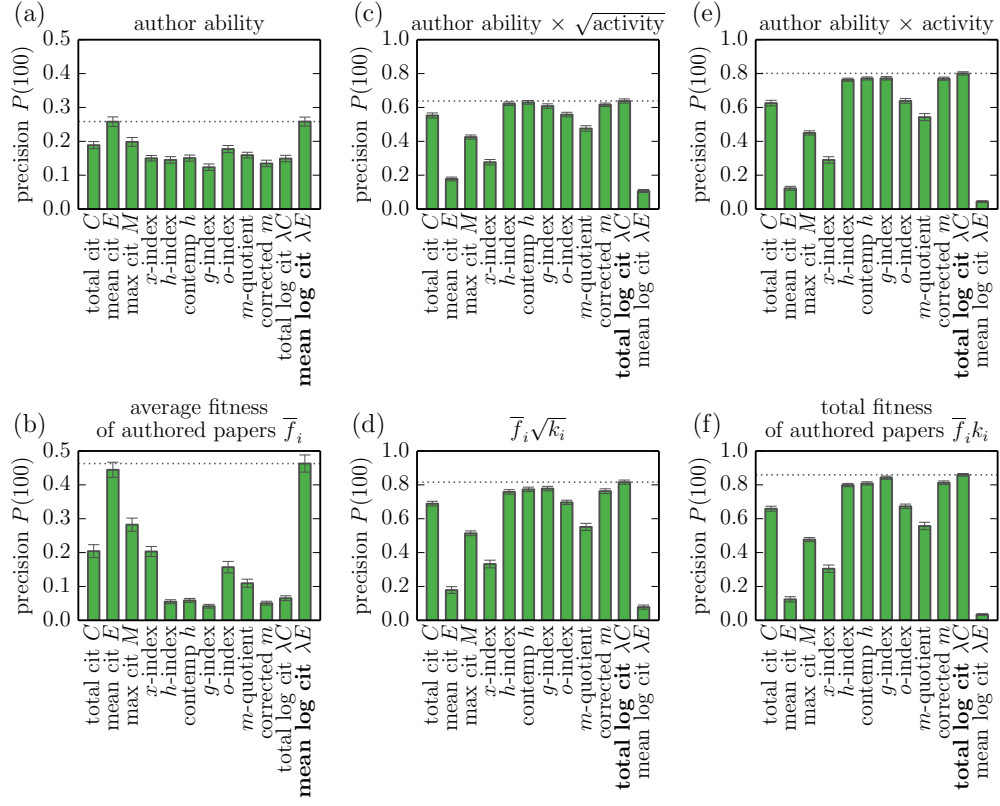 (a)
author ability
precision P(100)
0.5
0.4
0.3
0.2
0.1
0.0
total cit C
mean cit E
max cit M
x-index
h-index
contemp h
g-index
o-index
m-quotient
corrected m
total log cit λC
mean log cit λE
(c)
author ability × √activity
precision P(100)
1.0
0.8
0.6
0.4
0.2
0.0
total cit C
mean cit E
max cit M
x-index
h-index
contemp h
g-index
o-index
m-quotient
corrected m
total log cit λC
mean log cit λE
(e)
author ability × activity
precision P(100)
1.0
0.8
0.6
0.4
0.2
0.0
total cit C
mean cit E
max cit M
x-index
h-index
contemp h
g-index
o-index
m-quotient
corrected m
total log cit λC
mean log cit λE
(b)
average fitness
of authored papers f̅ᵢ
precision P(100)
0.5
0.4
0.3
0.2
0.1
0.0
total cit C
mean cit E
max cit M
x-index
h-index
contemp h
g-index
o-index
m-quotient
corrected m
total log cit λC
mean log cit λE
(d)
f̅ᵢ√kᵢ
precision P(100)
1.0
0.8
0.6
0.4
0.2
0.0
total cit C
mean cit E
max cit M
x-index
h-index
contemp h
g-index
o-index
m-quotient
corrected m
total log cit λC
mean log cit λE
(f)
total fitness
of authored papers f̅ᵢkᵢ
precision P(100)
1.0
0.8
0.6
0.4
0.2
0.0
total cit C
mean cit E
max cit M
x-index
h-index
contemp h
g-index
o-index
m-quotient
corrected m
total log cit λC
mean log cit λE